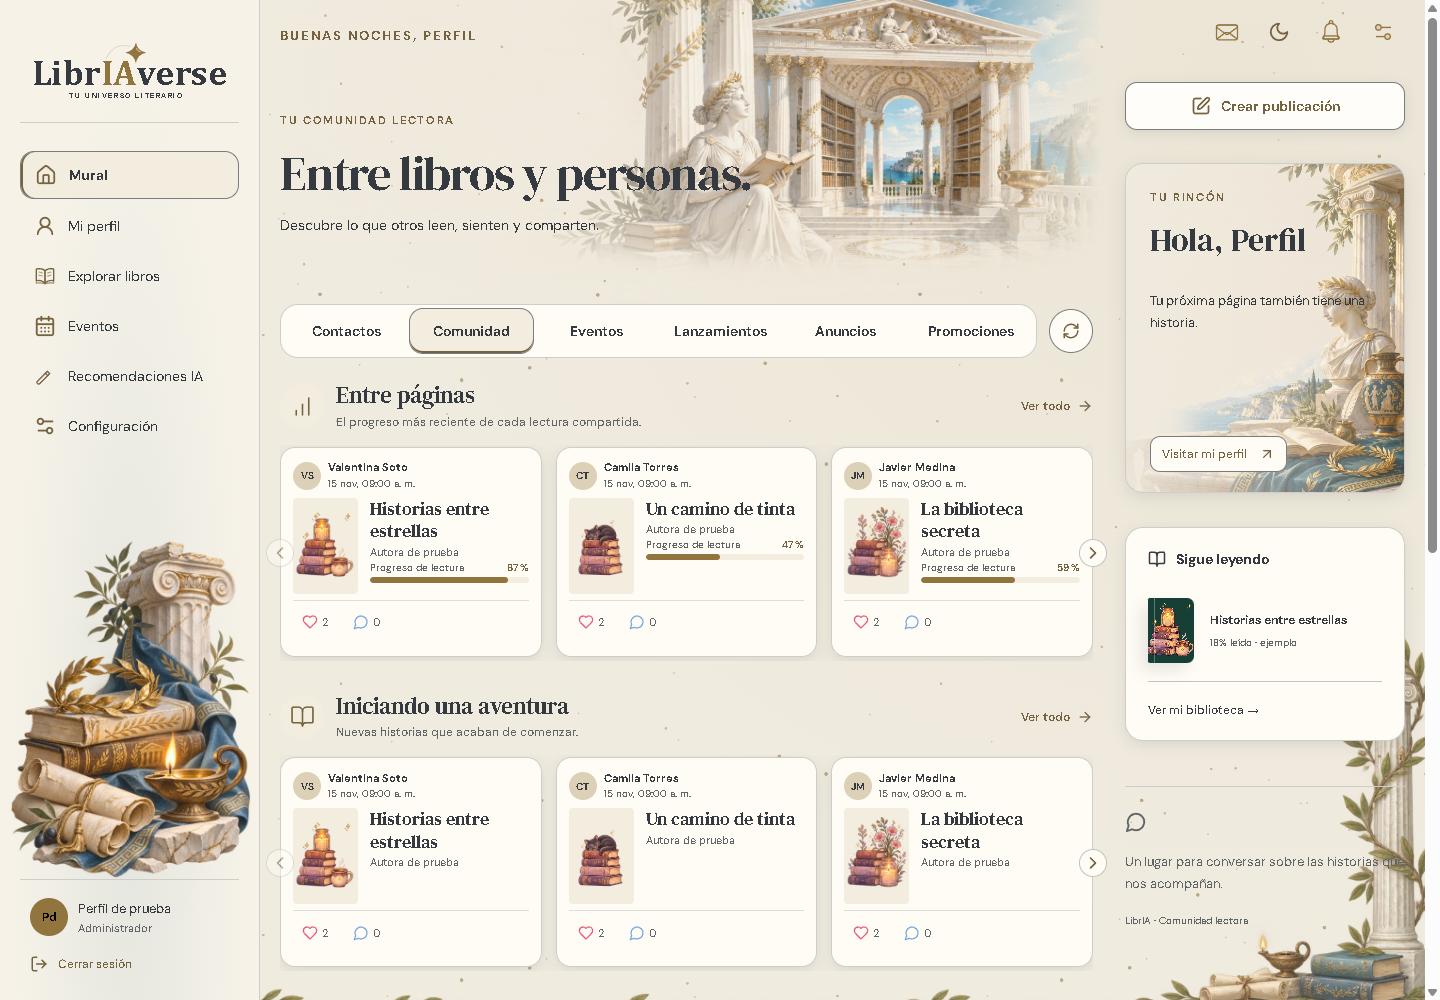 LibrIAverse
TU UNIVERSO LITERARIO
Mural
Mi perfil
Explorar libros
Eventos
Recomendaciones IA
Configuración
Pd
Perfil de prueba
Administrador
Cerrar sesión
BUENAS NOCHES, PERFIL
TU COMUNIDAD LECTORA
Entre libros y personas.
Descubre lo que otros leen, sienten y comparten.
Contactos
Comunidad
Eventos
Lanzamientos
Anuncios
Promociones
Entre páginas
El progreso más reciente de cada lectura compartida.
Ver todo →
VS
Valentina Soto
15 nov, 09:00 a. m.
Historias entre
estrellas
Autora de prueba
Progreso de lectura 87 %
2 0
CT
Camila Torres
15 nov, 09:00 a. m.
Un camino de tinta
Autora de prueba
Progreso de lectura 47 %
2 0
JM
Javier Medina
15 nov, 09:00 a. m.
La biblioteca
secreta
Autora de prueba
Progreso de lectura 59 %
2 0
Iniciando una aventura
Nuevas historias que acaban de comenzar.
Ver todo →
VS
Valentina Soto
15 nov, 09:00 a. m.
Historias entre
estrellas
Autora de prueba
2 0
CT
Camila Torres
15 nov, 09:00 a. m.
Un camino de tinta
Autora de prueba
2 0
JM
Javier Medina
15 nov, 09:00 a. m.
La biblioteca
secreta
Autora de prueba
2 0
Crear publicación
TU RINCÓN
Hola, Perfil
Tu próxima página también tiene una
historia.
Visitar mi perfil
Sigue leyendo
Historias entre estrellas
18% leído · ejemplo
Ver mi biblioteca →
Un lugar para conversar sobre las historias que
nos acompañan.
LibrIA · Comunidad lectora